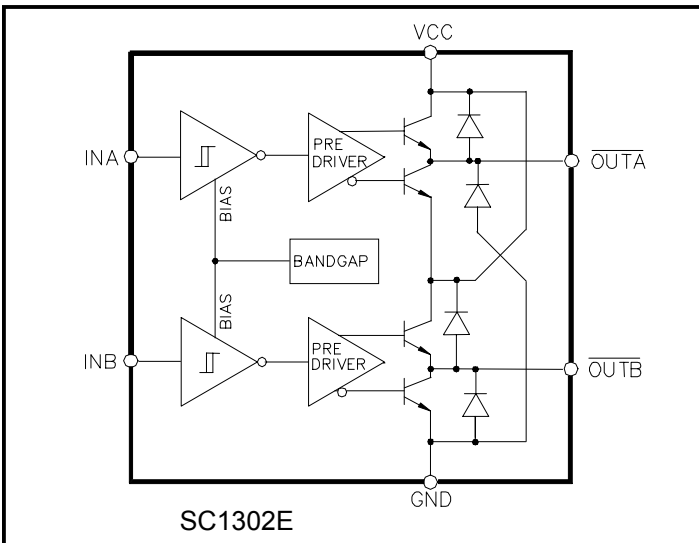 VCC
INA
PRE
DRIVER
OUTA
BIAS
BANDGAP
BIAS
INB
PRE
DRIVER
OUTB
GND
SC1302E